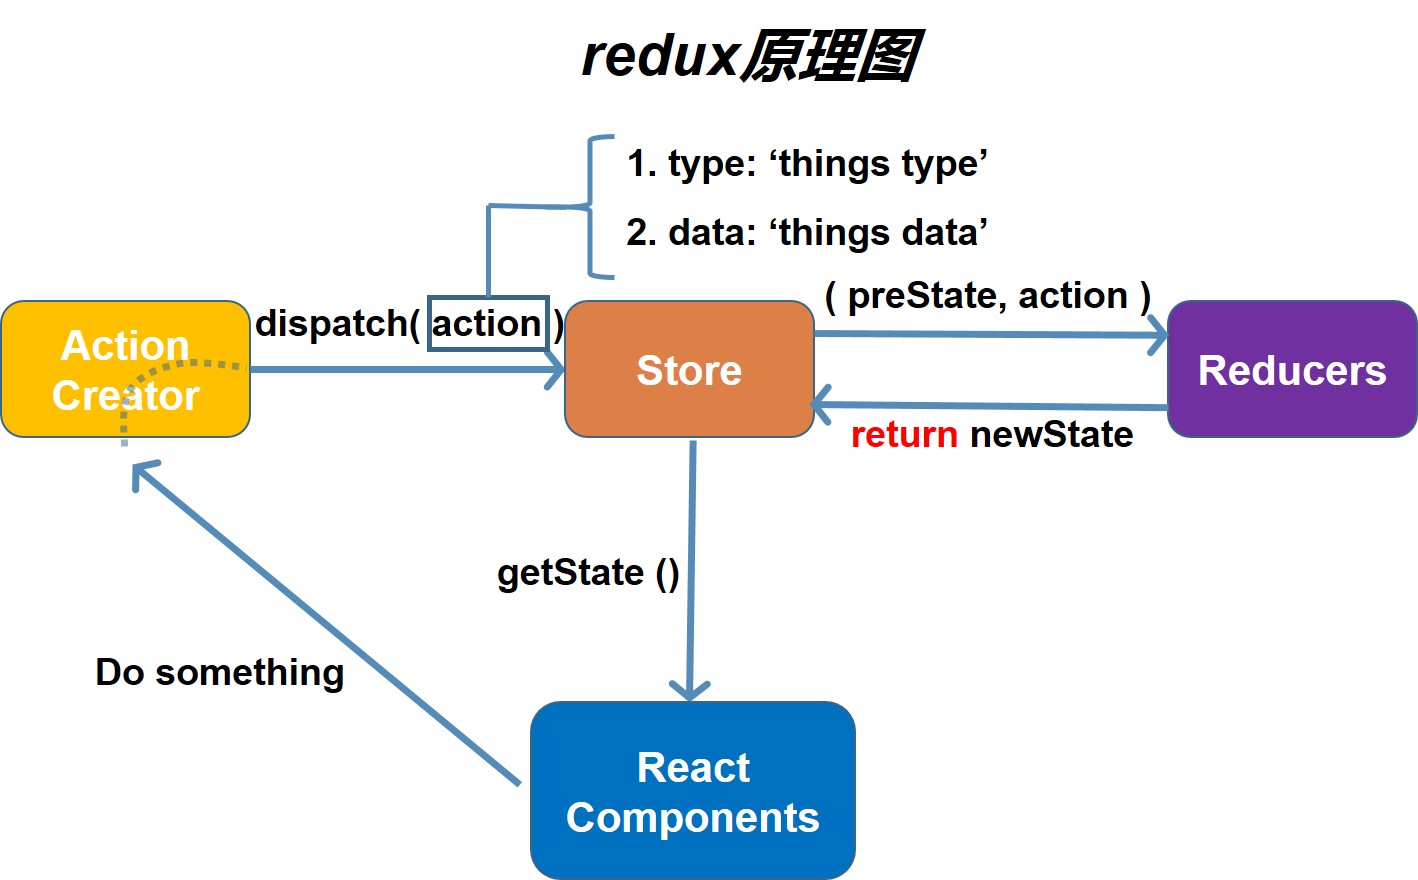 redux原理图
1. type: ‘things type’
2. data: ‘things data’
( preState, action )
dispatch( action )
Action
Creator
Store
Reducers
return newState
getState ()
Do something
React
Components